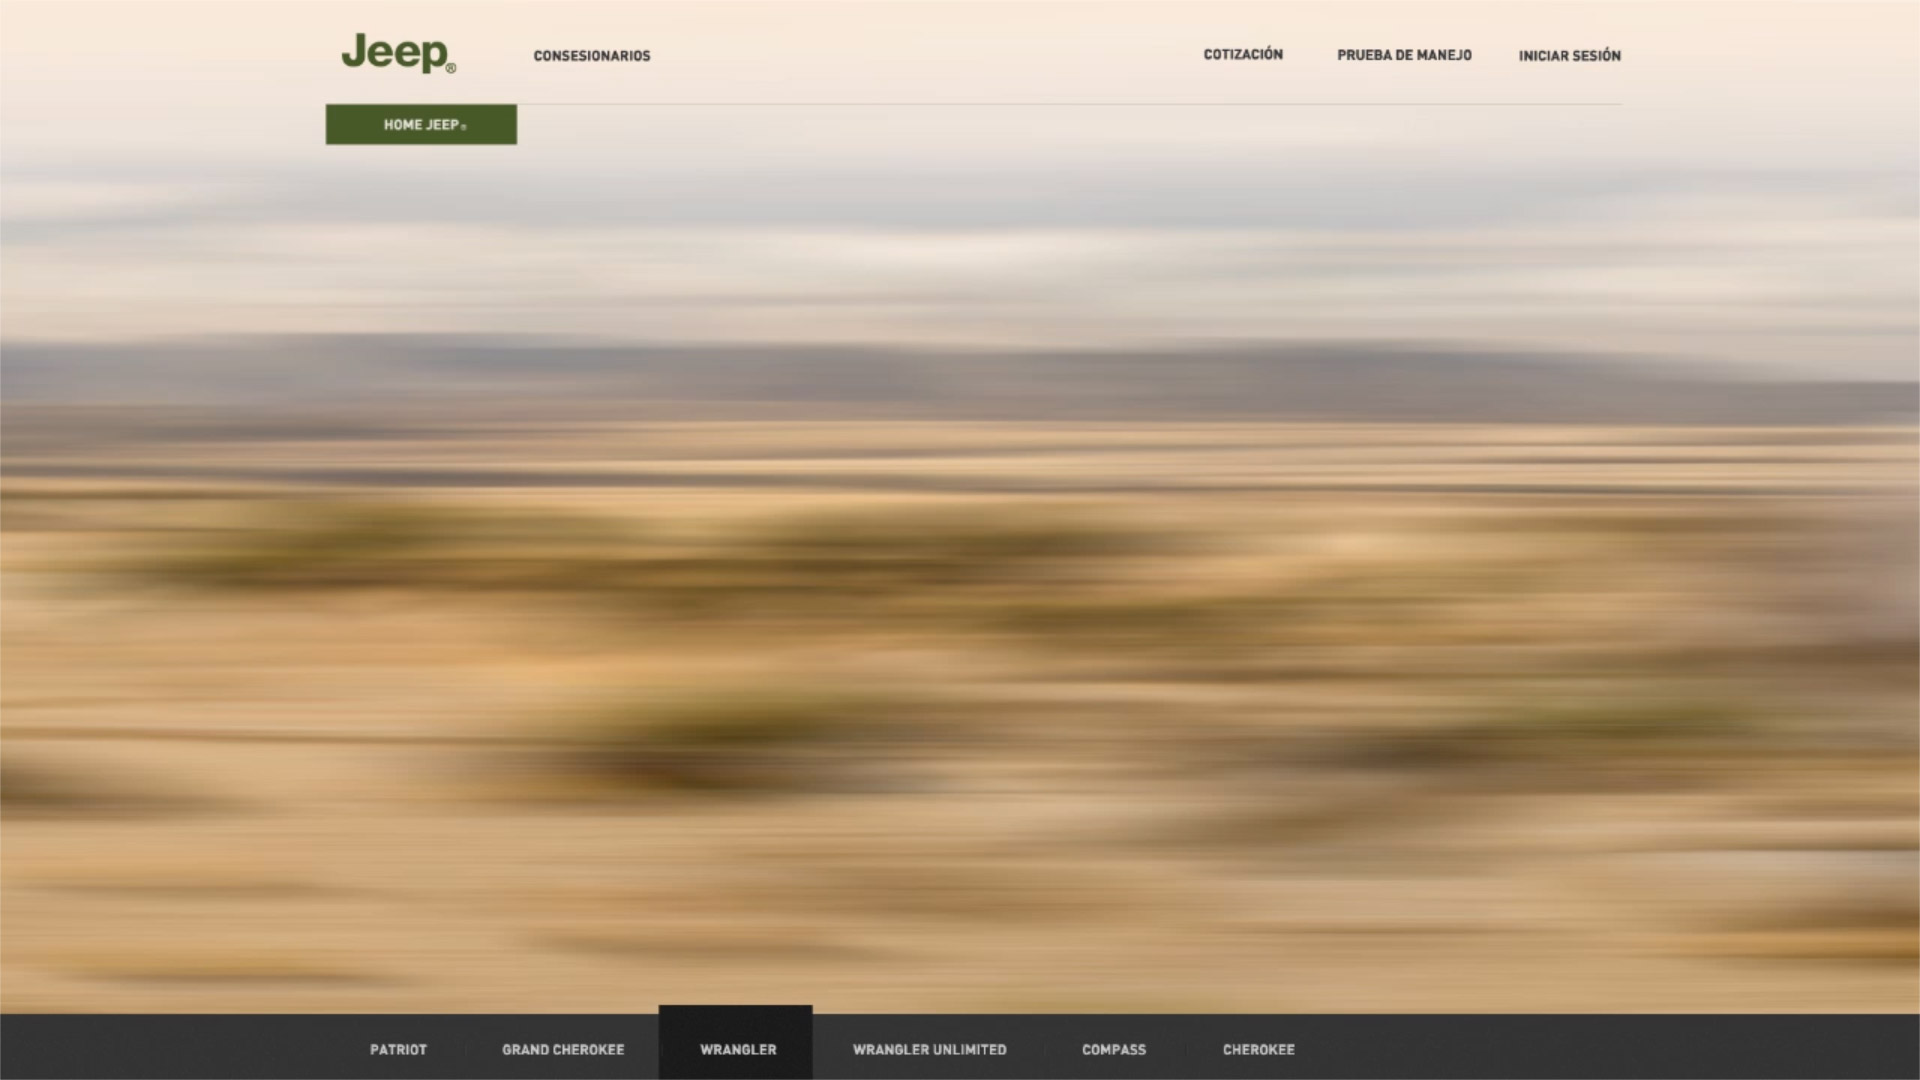 Jeep®
CONSESIONARIOS
COTIZACIÓN
PRUEBA DE MANEJO
INICIAR SESIÓN
HOME JEEP®
PATRIOT
GRAND CHEROKEE
WRANGLER
WRANGLER UNLIMITED
COMPASS
CHEROKEE